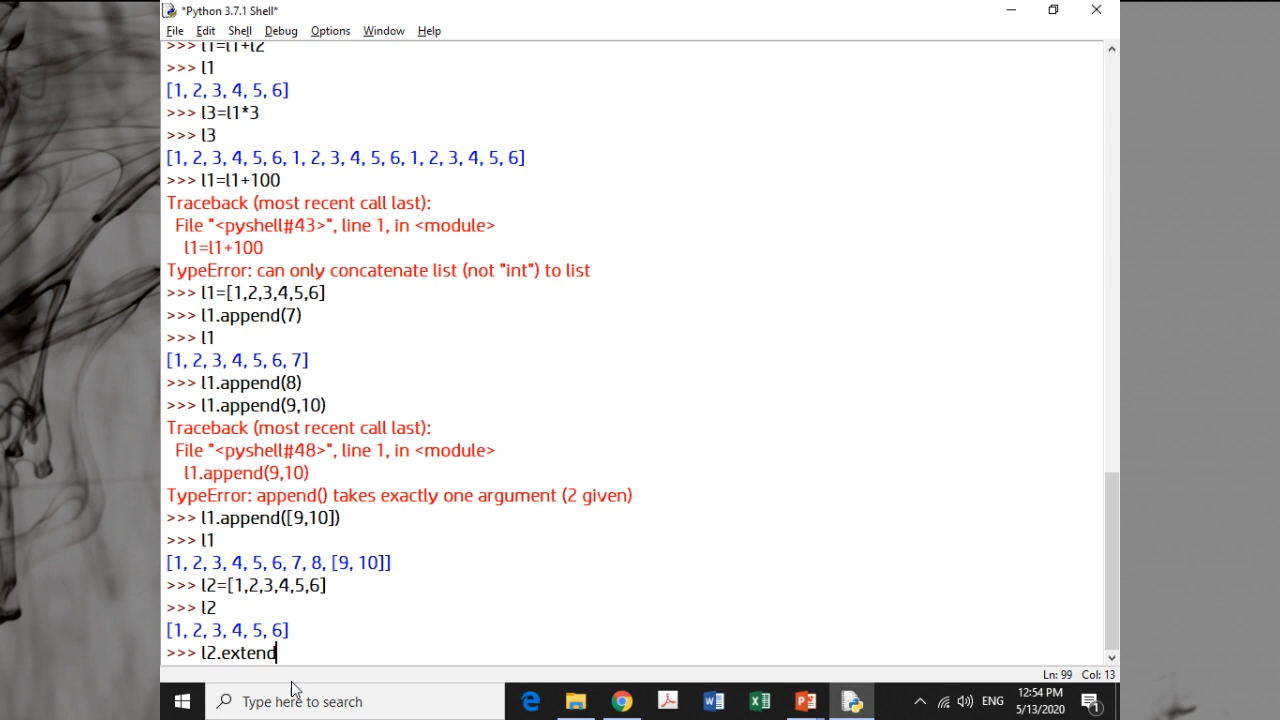 *Python 3.7.1 Shell*
File Edit Shell Debug Options Window Help
>>> l1=l1+l2
>>> l1
[1, 2, 3, 4, 5, 6]
>>> l3=l1*3
>>> l3
[1, 2, 3, 4, 5, 6, 1, 2, 3, 4, 5, 6, 1, 2, 3, 4, 5, 6]
>>> l1=l1+100
Traceback (most recent call last):
  File "<pyshell#43>", line 1, in <module>
    l1=l1+100
TypeError: can only concatenate list (not "int") to list
>>> l1=[1,2,3,4,5,6]
>>> l1.append(7)
>>> l1
[1, 2, 3, 4, 5, 6, 7]
>>> l1.append(8)
>>> l1.append(9,10)
Traceback (most recent call last):
  File "<pyshell#48>", line 1, in <module>
    l1.append(9,10)
TypeError: append() takes exactly one argument (2 given)
>>> l1.append([9,10])
>>> l1
[1, 2, 3, 4, 5, 6, 7, 8, [9, 10]]
>>> l2=[1,2,3,4,5,6]
>>> l2
[1, 2, 3, 4, 5, 6]
>>> l2.extend
Ln: 99 Col: 13
Type here to search
ENG
12:54 PM
5/13/2020
1